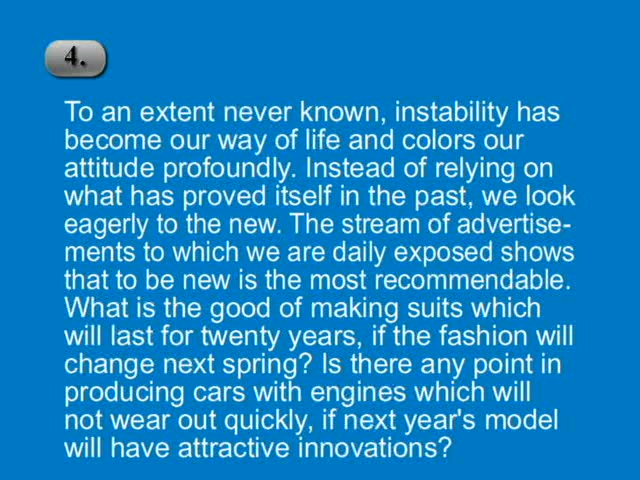 4.
To an extent never known, instability has
become our way of life and colors our
attitude profoundly. Instead of relying on
what has proved itself in the past, we look
eagerly to the new. The stream of advertise-
ments to which we are daily exposed shows
that to be new is the most recommendable.
What is the good of making suits which
will last for twenty years, if the fashion will
change next spring? Is there any point in
producing cars with engines which will
not wear out quickly, if next year's model
will have attractive innovations?